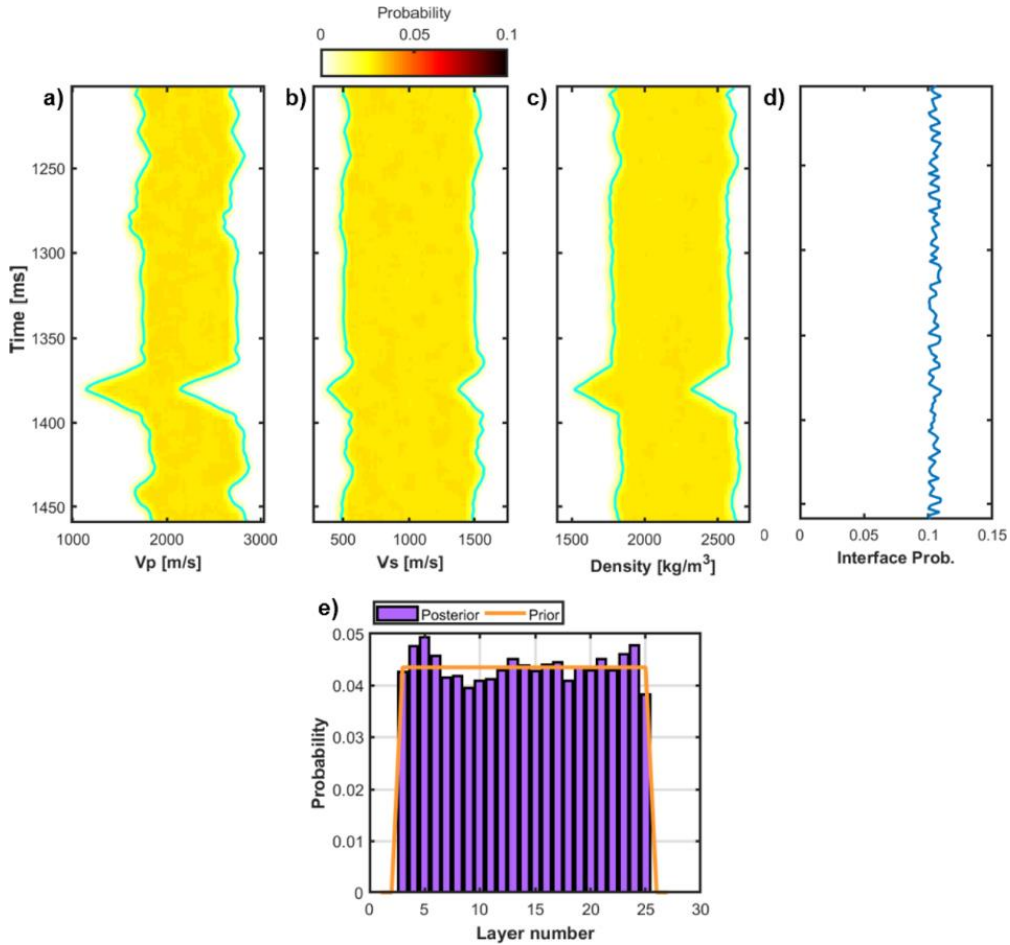 Probability
0 0.05 0.1
a) b) c) d)
Time [ms]
1250
1300
1350
1400
1450
1000 2000 3000
Vp [m/s]
500 1000 1500
Vs [m/s]
1500 2000 2500
Density [kg/m³]
0
0 0.05 0.1 0.15
Interface Prob.
e)
Posterior Prior
Probability
0.05
0.04
0.03
0.02
0.01
0
0 5 10 15 20 25 30
Layer number